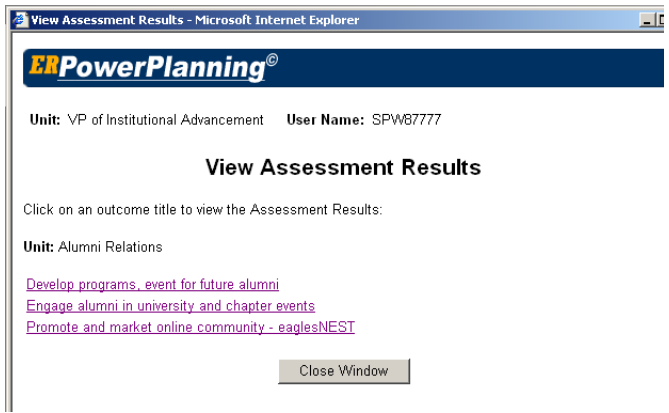 View Assessment Results - Microsoft Internet Explorer
ERPowerPlanning©
Unit: VP of Institutional Advancement User Name: SPW87777
View Assessment Results
Click on an outcome title to view the Assessment Results:
Unit: Alumni Relations
Develop programs, event for future alumni
Engage alumni in university and chapter events
Promote and market online community - eaglesNEST
Close Window